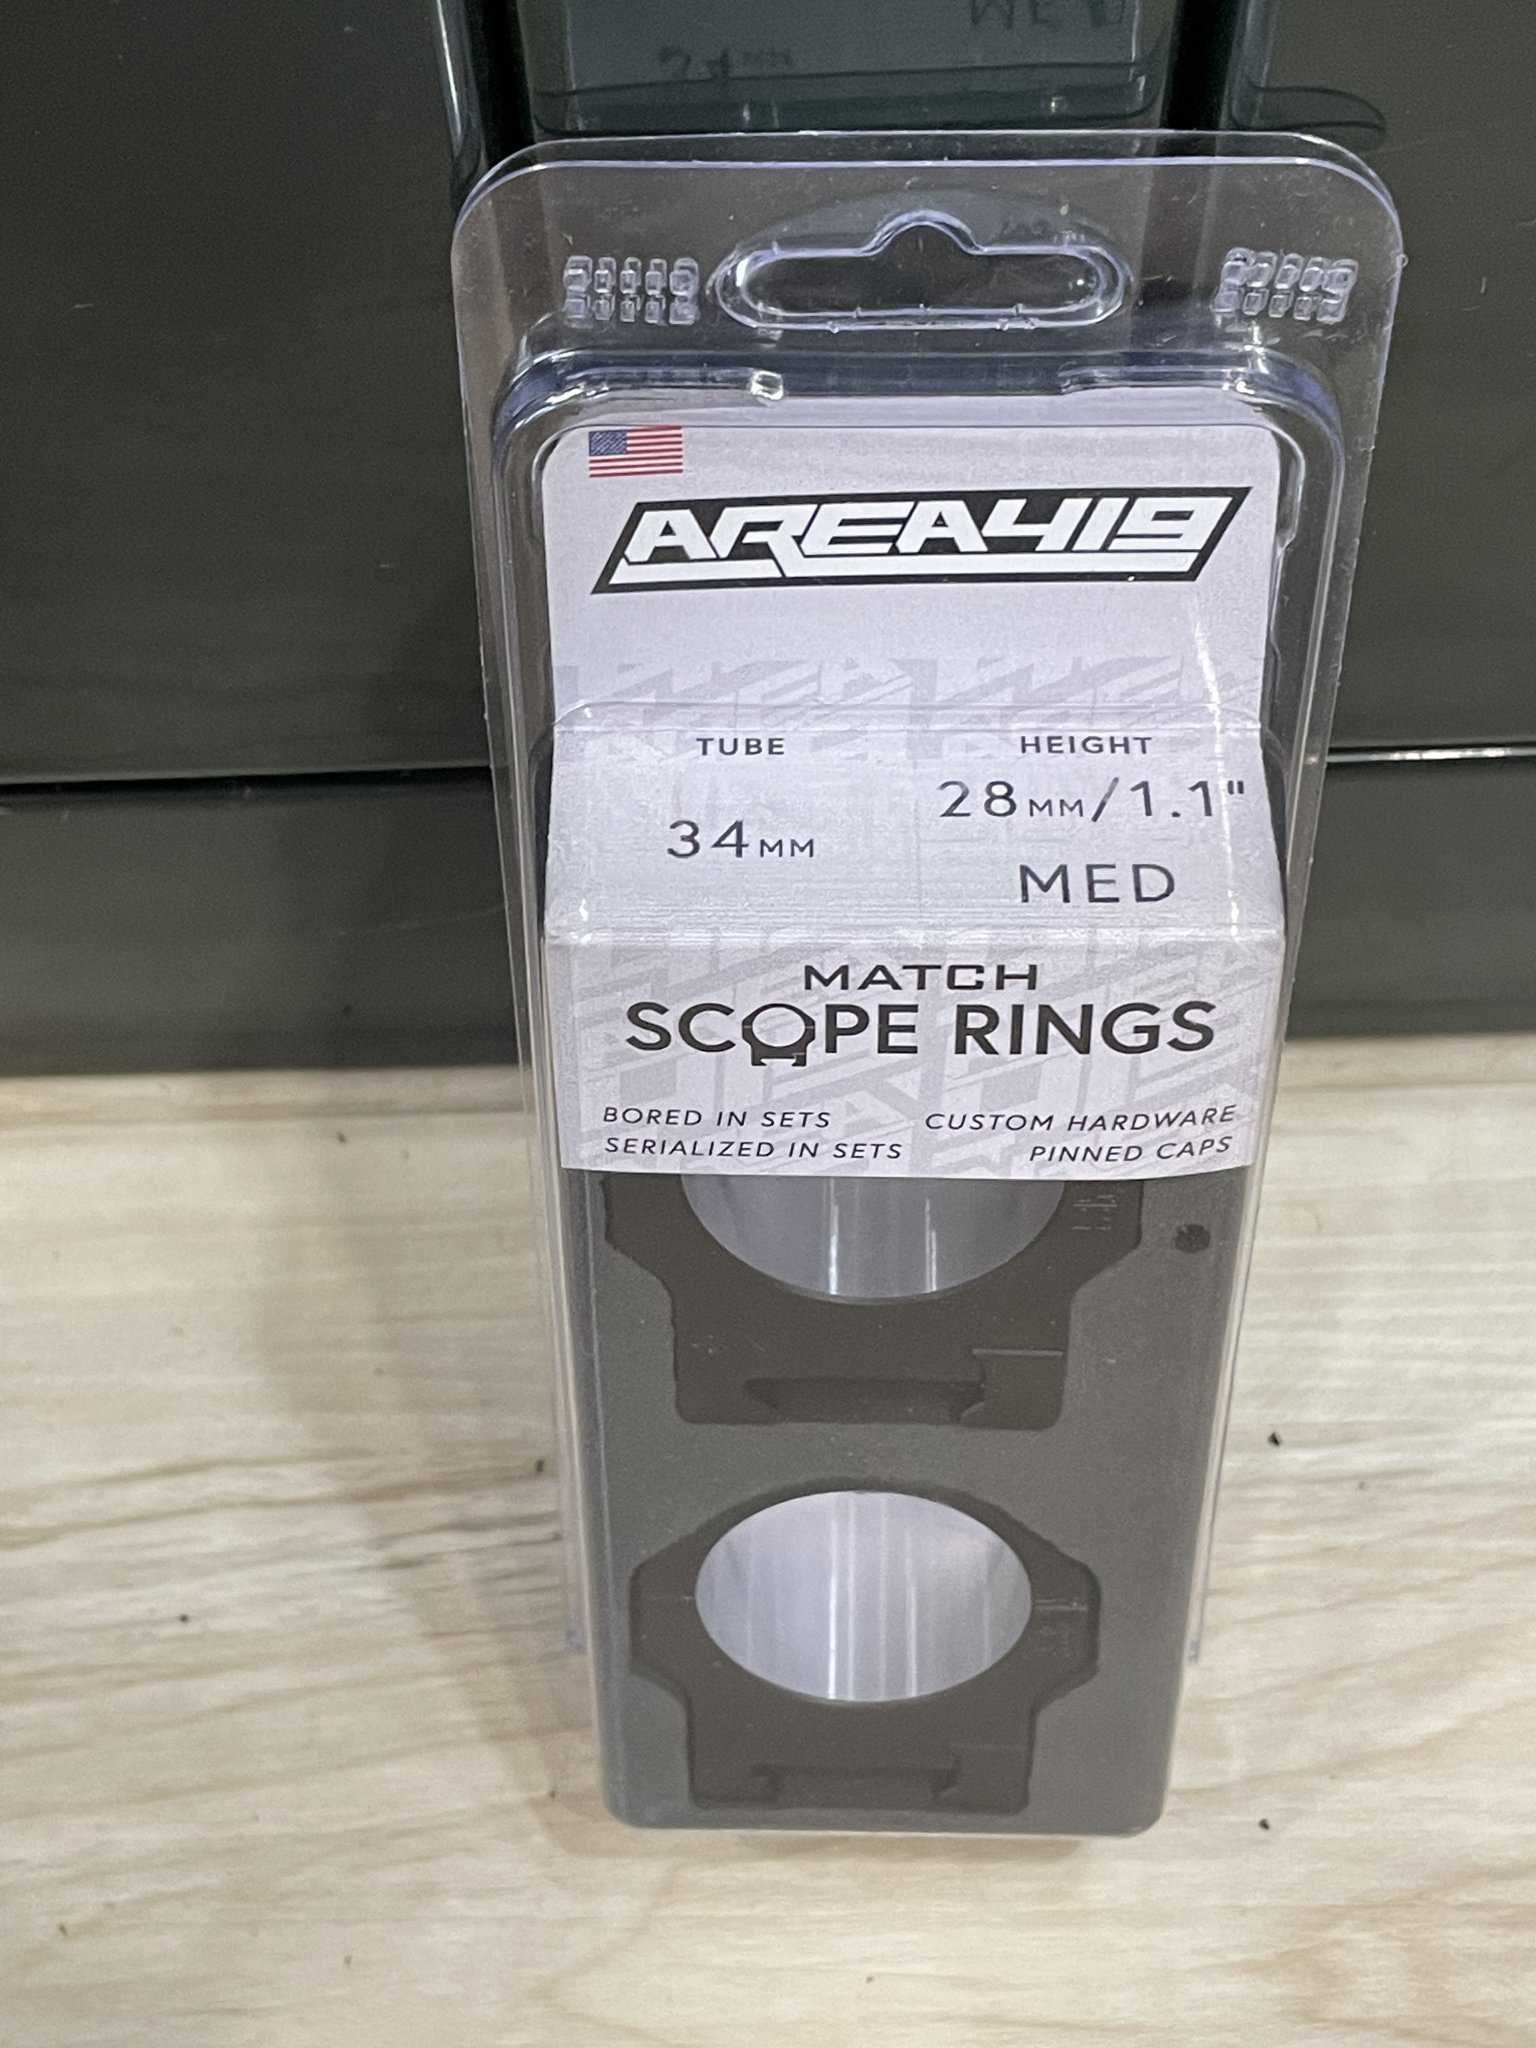 AREA419
TUBE
34MM
HEIGHT
28MM/1.1"
MED
MATCH
SCOPE RINGS
BORED IN SETS
SERIALIZED IN SETS
CUSTOM HARDWARE
PINNED CAPS